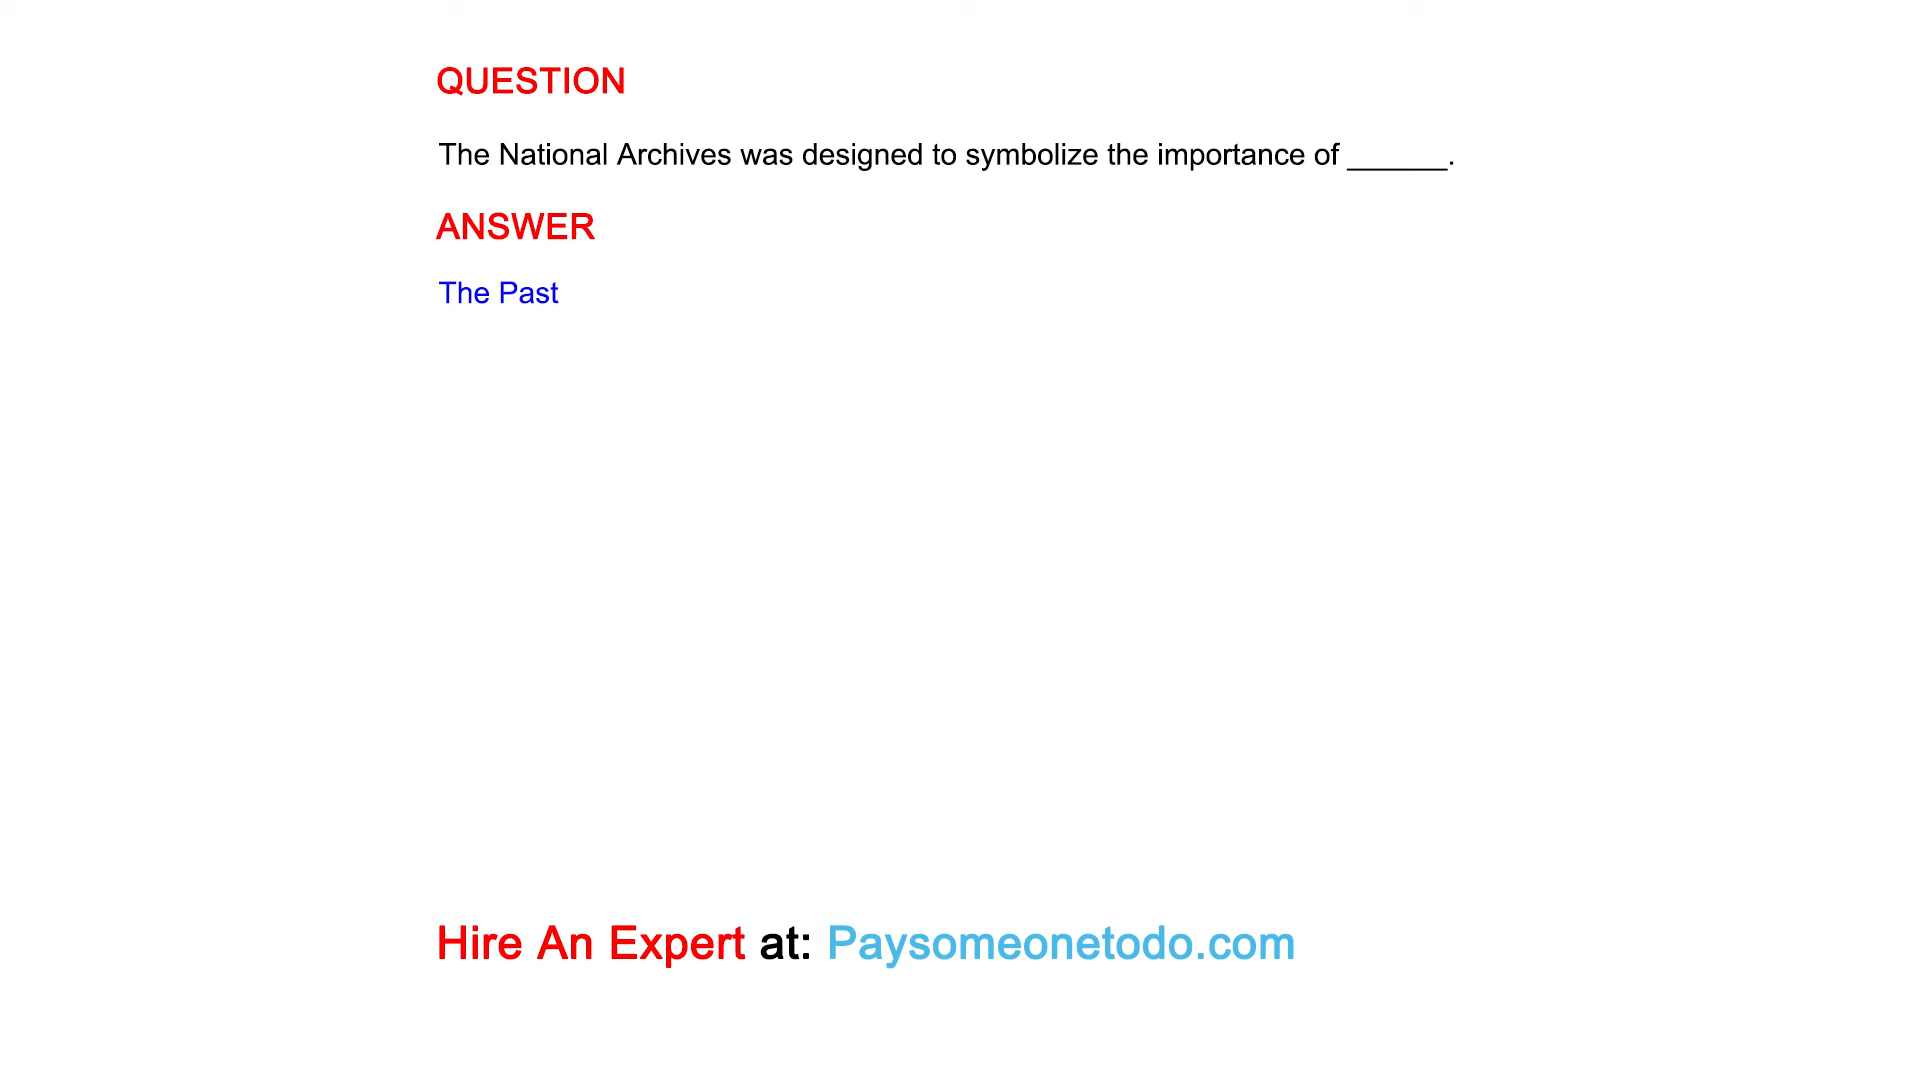 QUESTION
The National Archives was designed to symbolize the importance of ______.
ANSWER
The Past
Hire An Expert at: Paysomeonetodo.com